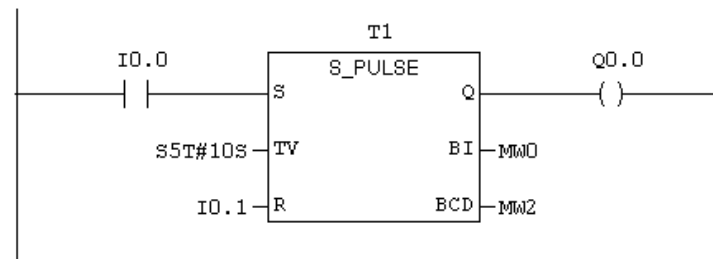 T1
I0.0 S_PULSE Q0.0
S Q
S5T#10S TV BI MW0
I0.1 R BCD MW2